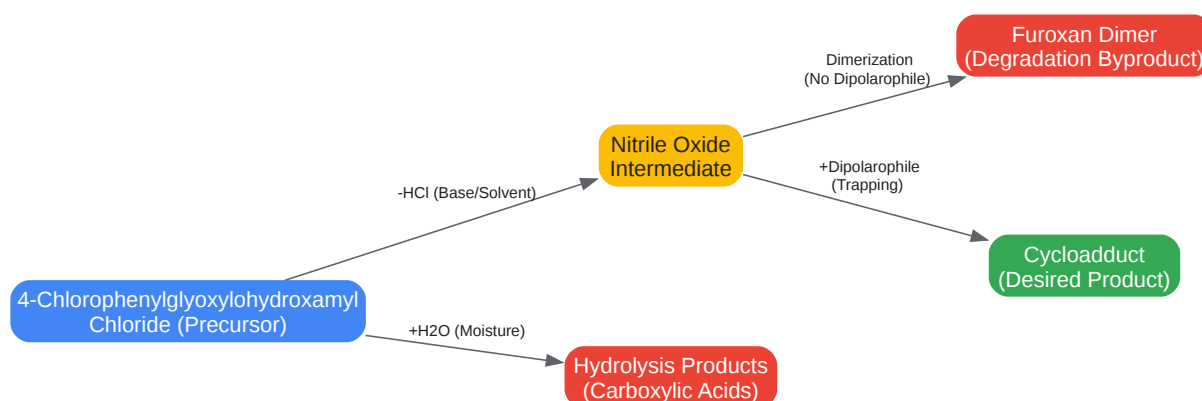 Furoxan Dimer
(Degradation Byproduct)
Dimerization
(No Dipolarophile)
Nitrile Oxide
Intermediate
+Dipolarophile
(Trapping)
-HCl (Base/Solvent)
Cycloadduct
(Desired Product)
4-Chlorophenylglyoxylohydroxamyl
Chloride (Precursor)
+H2O (Moisture)
Hydrolysis Products
(Carboxylic Acids)